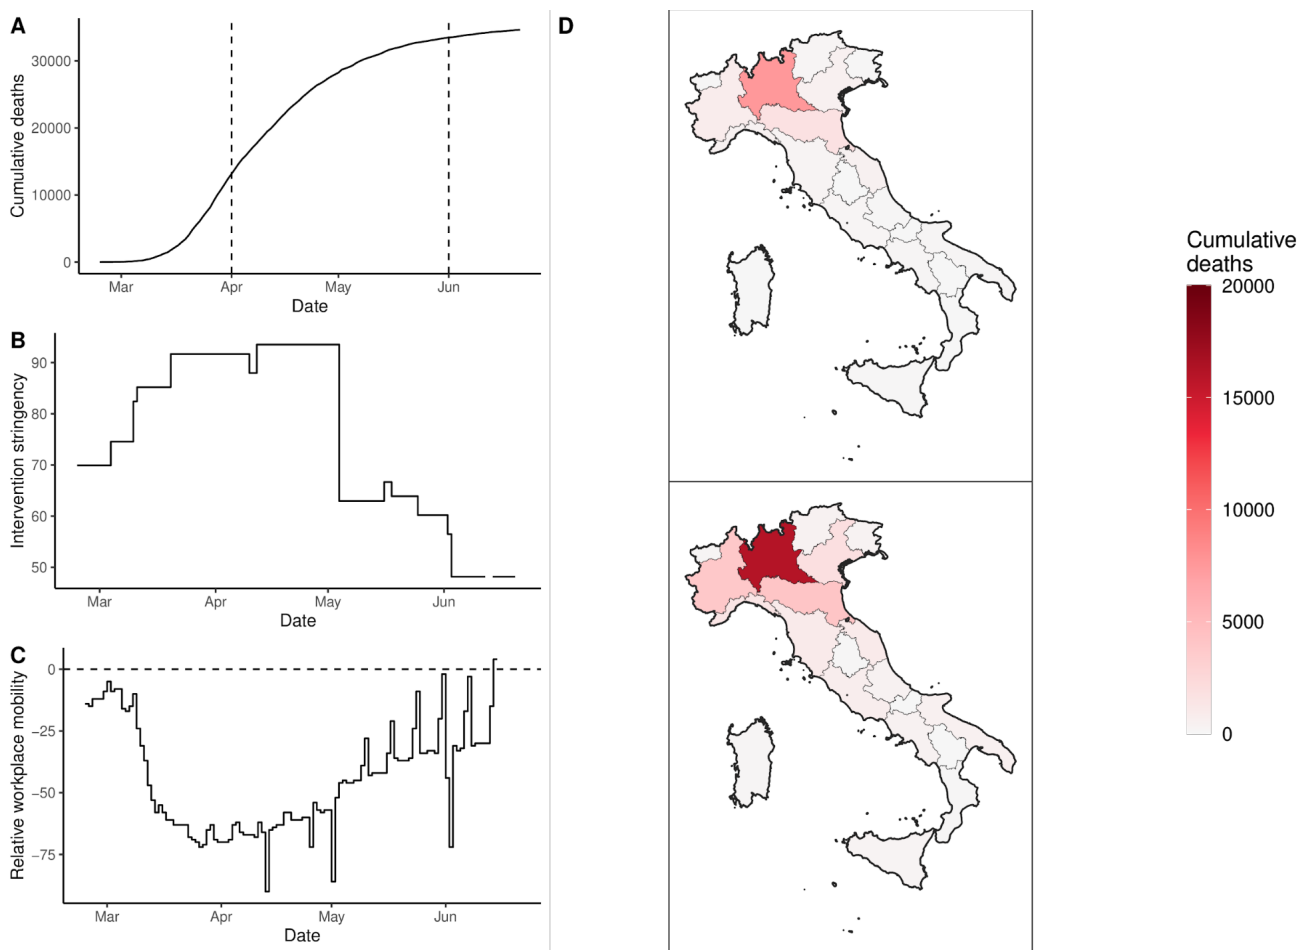 A
Cumulative deaths
30000
20000
10000
0
Mar Apr May Jun
Date
B
Intervention stringency
90
80
70
60
50
Mar Apr May Jun
Date
C
Relative workplace mobility
0
−25
−50
−75
Mar Apr May Jun
Date
D
Cumulative
deaths
20000
15000
10000
5000
0